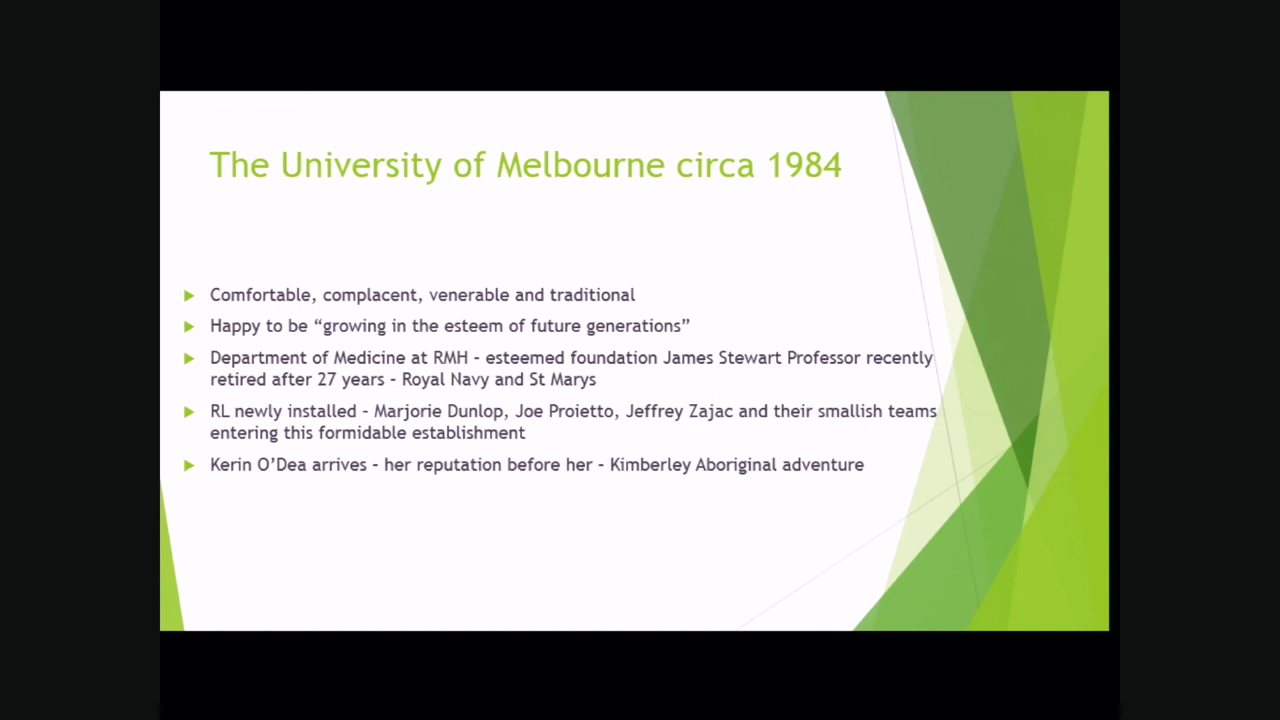 The University of Melbourne circa 1984
Comfortable, complacent, venerable and traditional
Happy to be “growing in the esteem of future generations”
Department of Medicine at RMH – esteemed foundation James Stewart Professor recently
retired after 27 years – Royal Navy and St Marys
RL newly installed – Marjorie Dunlop, Joe Proietto, Jeffrey Zajac and their smallish teams
entering this formidable establishment
Kerin O’Dea arrives – her reputation before her – Kimberley Aboriginal adventure